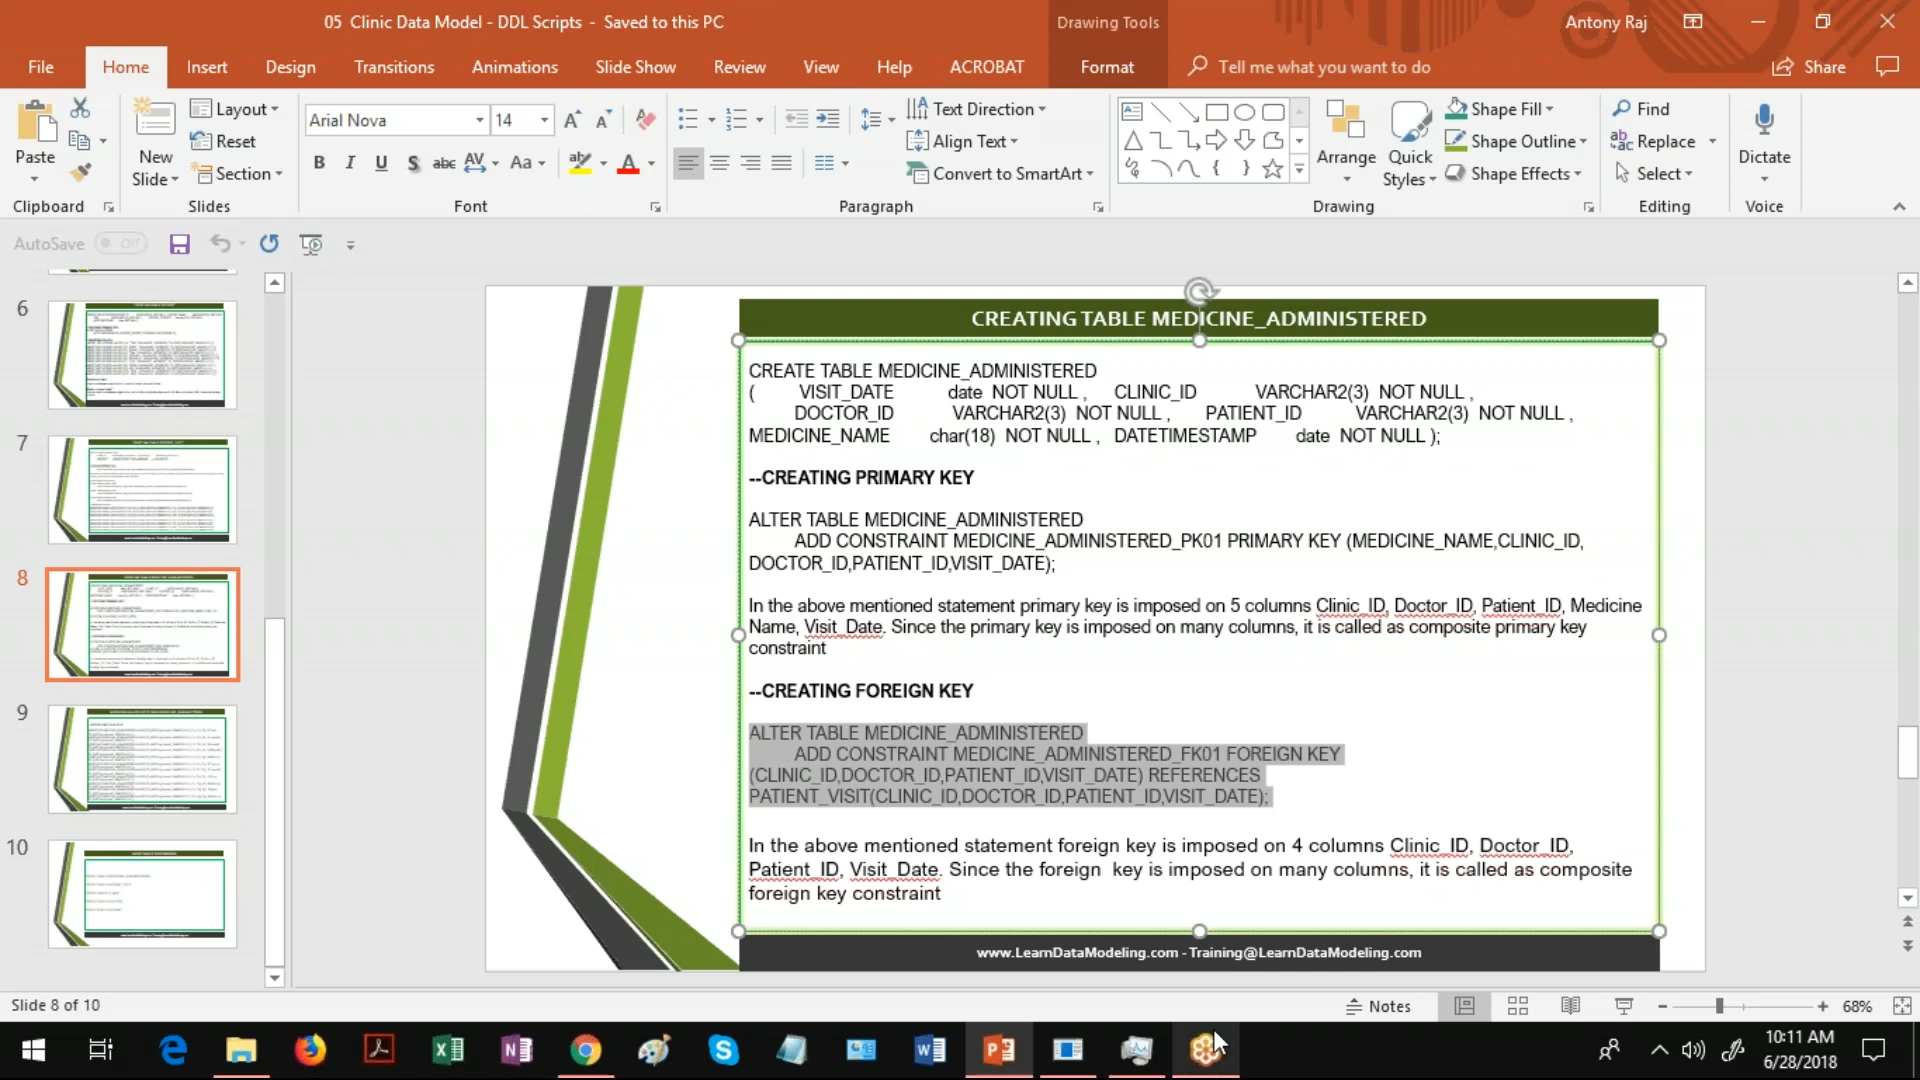 05 Clinic Data Model - DDL Scripts - Saved to this PC
Drawing Tools
Antony Raj
File
Home
Insert
Design
Transitions
Animations
Slide Show
Review
View
Help
ACROBAT
Format
Tell me what you want to do
Share
Paste
New Slide
Layout
Reset
Section
Arial Nova
14
Text Direction
Align Text
Convert to SmartArt
Arrange
Quick Styles
Shape Fill
Shape Outline
Shape Effects
Find
Replace
Select
Dictate
Clipboard
Slides
Font
Paragraph
Drawing
Editing
Voice
AutoSave
Off
6
7
8
9
10
CREATING TABLE MEDICINE_ADMINISTERED
CREATE TABLE MEDICINE_ADMINISTERED
( VISIT_DATE date NOT NULL , CLINIC_ID VARCHAR2(3) NOT NULL ,
DOCTOR_ID VARCHAR2(3) NOT NULL , PATIENT_ID VARCHAR2(3) NOT NULL ,
MEDICINE_NAME char(18) NOT NULL , DATETIMESTAMP date NOT NULL );
--CREATING PRIMARY KEY
ALTER TABLE MEDICINE_ADMINISTERED
ADD CONSTRAINT MEDICINE_ADMINISTERED_PK01 PRIMARY KEY (MEDICINE_NAME,CLINIC_ID,
DOCTOR_ID,PATIENT_ID,VISIT_DATE);
In the above mentioned statement primary key is imposed on 5 columns Clinic_ID, Doctor_ID, Patient_ID, Medicine
Name, Visit_Date. Since the primary key is imposed on many columns, it is called as composite primary key
constraint
--CREATING FOREIGN KEY
ALTER TABLE MEDICINE_ADMINISTERED
ADD CONSTRAINT MEDICINE_ADMINISTERED_FK01 FOREIGN KEY
(CLINIC_ID,DOCTOR_ID,PATIENT_ID,VISIT_DATE) REFERENCES
PATIENT_VISIT(CLINIC_ID,DOCTOR_ID,PATIENT_ID,VISIT_DATE);
In the above mentioned statement foreign key is imposed on 4 columns Clinic_ID, Doctor_ID,
Patient_ID, Visit_Date. Since the foreign key is imposed on many columns, it is called as composite
foreign key constraint
www.LearnDataModeling.com - Training@LearnDataModeling.com
Slide 8 of 10
Notes
68%
10:11 AM
6/28/2018